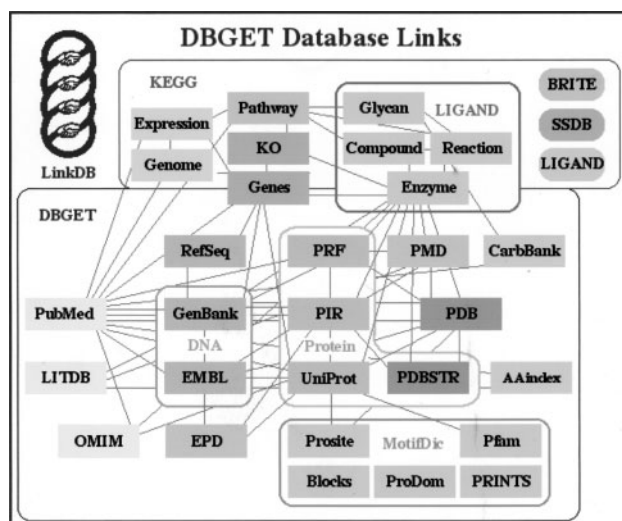 DBGET Database Links
KEGG
Pathway
Glycan
LIGAND
BRITE
Expression
KO
Compound
Reaction
SSDB
LinkDB
Genome
Genes
Enzyme
LIGAND
DBGET
RefSeq
PRF
PMD
CarbBank
PubMed
GenBank
PIR
PDB
DNA
Protein
LITDB
EMBL
UniProt
PDBSTR
AAindex
OMIM
EPD
Prosite
MotifDic
Pfam
Blocks
ProDom
PRINTS